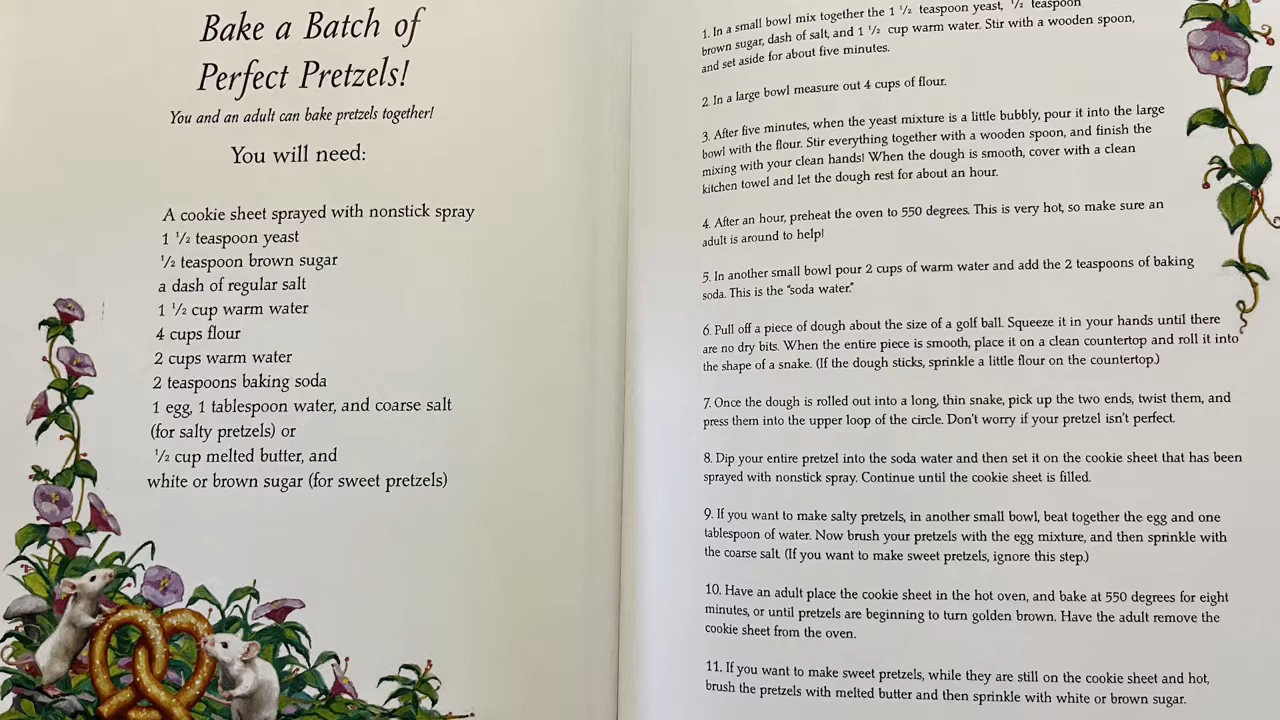 Bake a Batch of
Perfect Pretzels!
You and an adult can bake pretzels together!
You will need:
A cookie sheet sprayed with nonstick spray
1 1/2 teaspoon yeast
1/2 teaspoon brown sugar
a dash of regular salt
1 1/2 cup warm water
4 cups flour
2 cups warm water
2 teaspoons baking soda
1 egg, 1 tablespoon water, and coarse salt
(for salty pretzels) or
1/2 cup melted butter, and
white or brown sugar (for sweet pretzels)
1. In a small bowl mix together the 1 1/2 teaspoon yeast, 1/2 teaspoon
brown sugar, dash of salt, and 1 1/2 cup warm water. Stir with a wooden spoon,
and set aside for about five minutes.
2. In a large bowl measure out 4 cups of flour.
3. After five minutes, when the yeast mixture is a little bubbly, pour it into the large
bowl with the flour. Stir everything together with a wooden spoon, and finish the
mixing with your clean hands! When the dough is smooth, cover with a clean
kitchen towel and let the dough rest for about an hour.
4. After an hour, preheat the oven to 550 degrees. This is very hot, so make sure an
adult is around to help!
5. In another small bowl pour 2 cups of warm water and add the 2 teaspoons of baking
soda. This is the "soda water."
6. Pull off a piece of dough about the size of a golf ball. Squeeze it in your hands until there
are no dry bits. When the entire piece is smooth, place it on a clean countertop and roll it into
the shape of a snake. (If the dough sticks, sprinkle a little flour on the countertop.)
7. Once the dough is rolled out into a long, thin snake, pick up the two ends, twist them, and
press them into the upper loop of the circle. Don't worry if your pretzel isn't perfect.
8. Dip your entire pretzel into the soda water and then set it on the cookie sheet that has been
sprayed with nonstick spray. Continue until the cookie sheet is filled.
9. If you want to make salty pretzels, in another small bowl, beat together the egg and one
tablespoon of water. Now brush your pretzels with the egg mixture, and then sprinkle with
the coarse salt. (If you want to make sweet pretzels, ignore this step.)
10. Have an adult place the cookie sheet in the hot oven, and bake at 550 degrees for eight
minutes, or until pretzels are beginning to turn golden brown. Have the adult remove the
cookie sheet from the oven.
11. If you want to make sweet pretzels, while they are still on the cookie sheet and hot,
brush the pretzels with melted butter and then sprinkle with white or brown sugar.